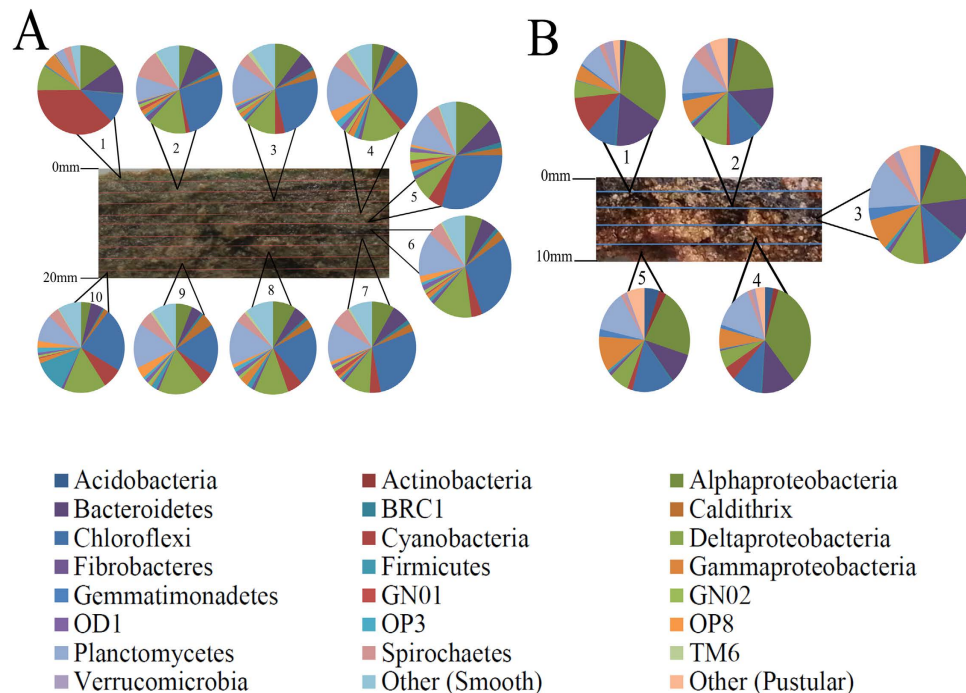 A
B
1
2
3
4
5
6
7
8
9
10
0mm
20mm
1
2
3
4
5
0mm
10mm
Acidobacteria Actinobacteria Alphaproteobacteria
Bacteroidetes BRC1 Caldithrix
Chloroflexi Cyanobacteria Deltaproteobacteria
Fibrobacteres Firmicutes Gammaproteobacteria
Gemmatimonadetes GN01 GN02
OD1 OP3 OP8
Planctomycetes Spirochaetes TM6
Verrucomicrobia Other (Smooth) Other (Pustular)